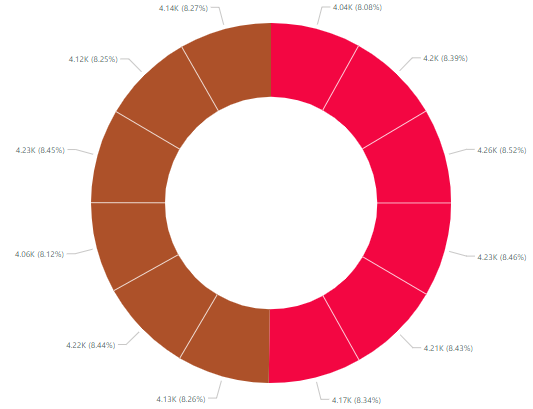 4.14K (8.27%)
4.04K (8.08%)
4.12K (8.25%)
4.2K (8.39%)
4.23K (8.45%)
4.26K (8.52%)
4.06K (8.12%)
4.23K (8.46%)
4.22K (8.44%)
4.21K (8.43%)
4.13K (8.26%)
4.17K (8.34%)